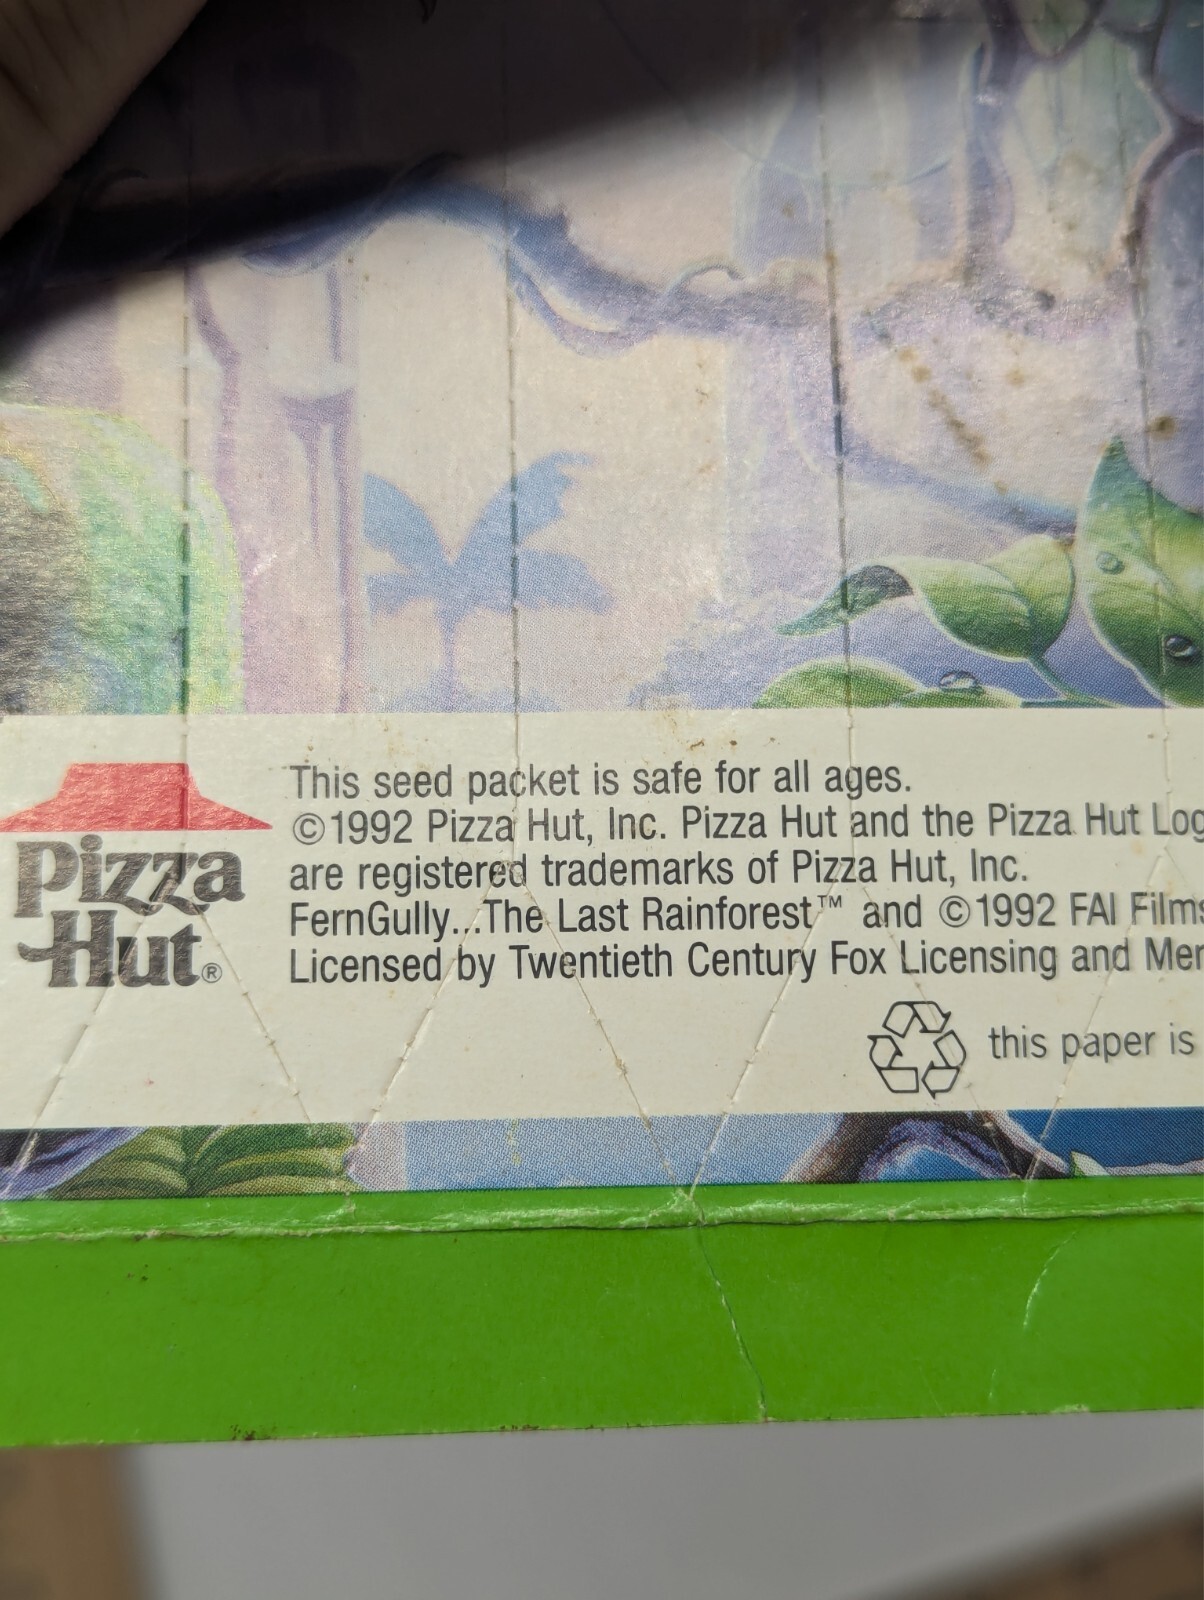 This seed packet is safe for all ages.
©1992 Pizza Hut, Inc. Pizza Hut and the Pizza Hut Log
are registered trademarks of Pizza Hut, Inc.
FernGully...The Last Rainforest™ and ©1992 FAI Films
Licensed by Twentieth Century Fox Licensing and Mer
Pizza
Hut®
this paper is